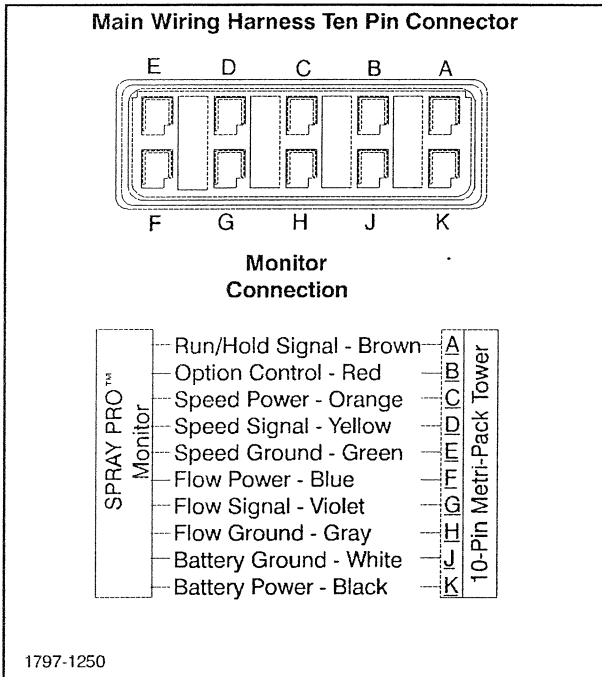 Main Wiring Harness Ten Pin Connector
E D C B A
F G H J K
Monitor
Connection
SPRAY PRO™
Monitor
Run/Hold Signal - Brown A
Option Control - Red B
Speed Power - Orange C
Speed Signal - Yellow D
Speed Ground - Green E
Flow Power - Blue F
Flow Signal - Violet G
Flow Ground - Gray H
Battery Ground - White J
Battery Power - Black K
10-Pin Metri-Pack Tower
1797-1250